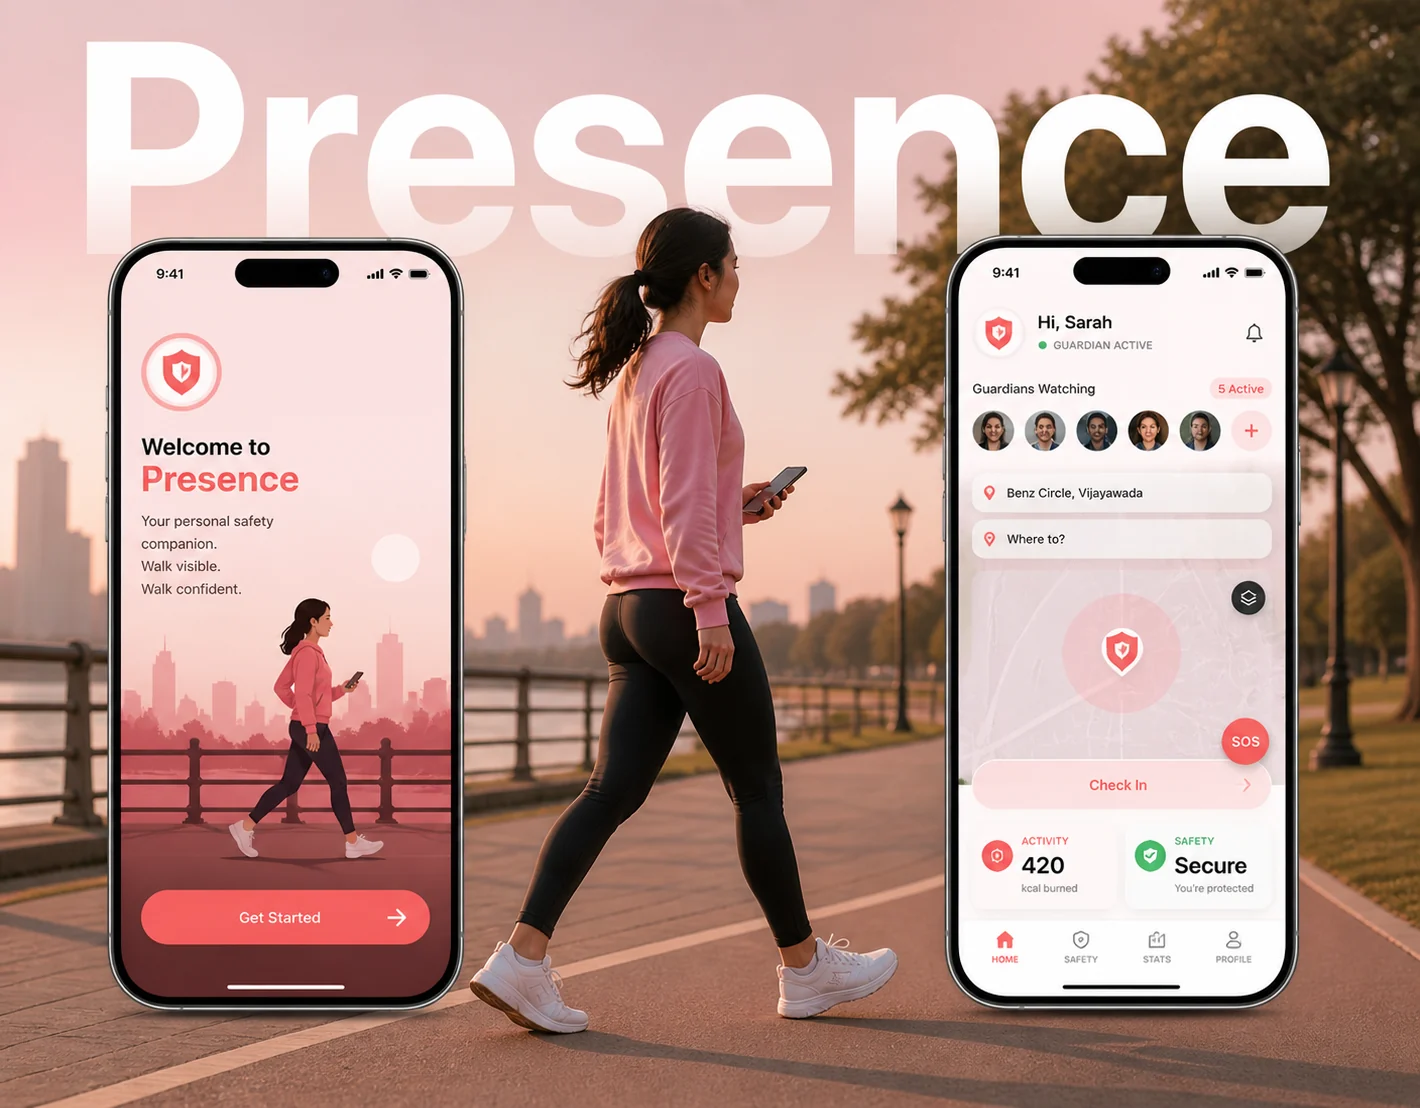 Presence
9:41
Welcome to
Presence
Your personal safety
companion.
Walk visible.
Walk confident.
Get Started
9:41
Hi, Sarah
GUARDIAN ACTIVE
Guardians Watching
5 Active
Benz Circle, Vijayawada
Where to?
SOS
Check In
ACTIVITY
420
kcal burned
SAFETY
Secure
You're protected
HOME
SAFETY
STATS
PROFILE